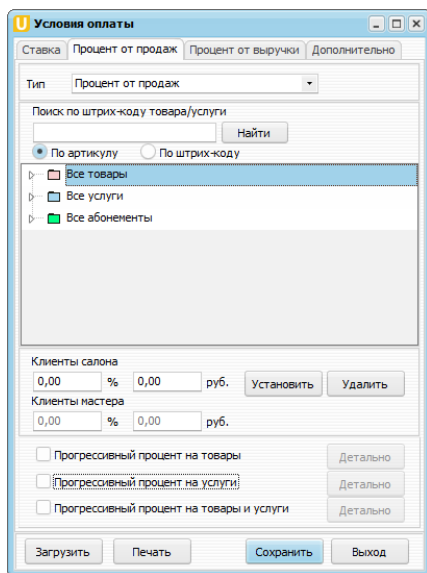 U Условия оплаты
Ставка Процент от продаж Процент от выручки Дополнительно
Тип Процент от продаж
Поиск по штрих-коду товара/услуги
Найти
По артикулу По штрих-коду
Все товары
Все услуги
Все абонементы
Клиенты салона
0,00 % 0,00 руб. Установить Удалить
Клиенты мастера
0,00 % 0,00 руб.
Прогрессивный процент на товары Детально
Прогрессивный процент на услуги Детально
Прогрессивный процент на товары и услуги Детально
Загрузить Печать Сохранить Выход